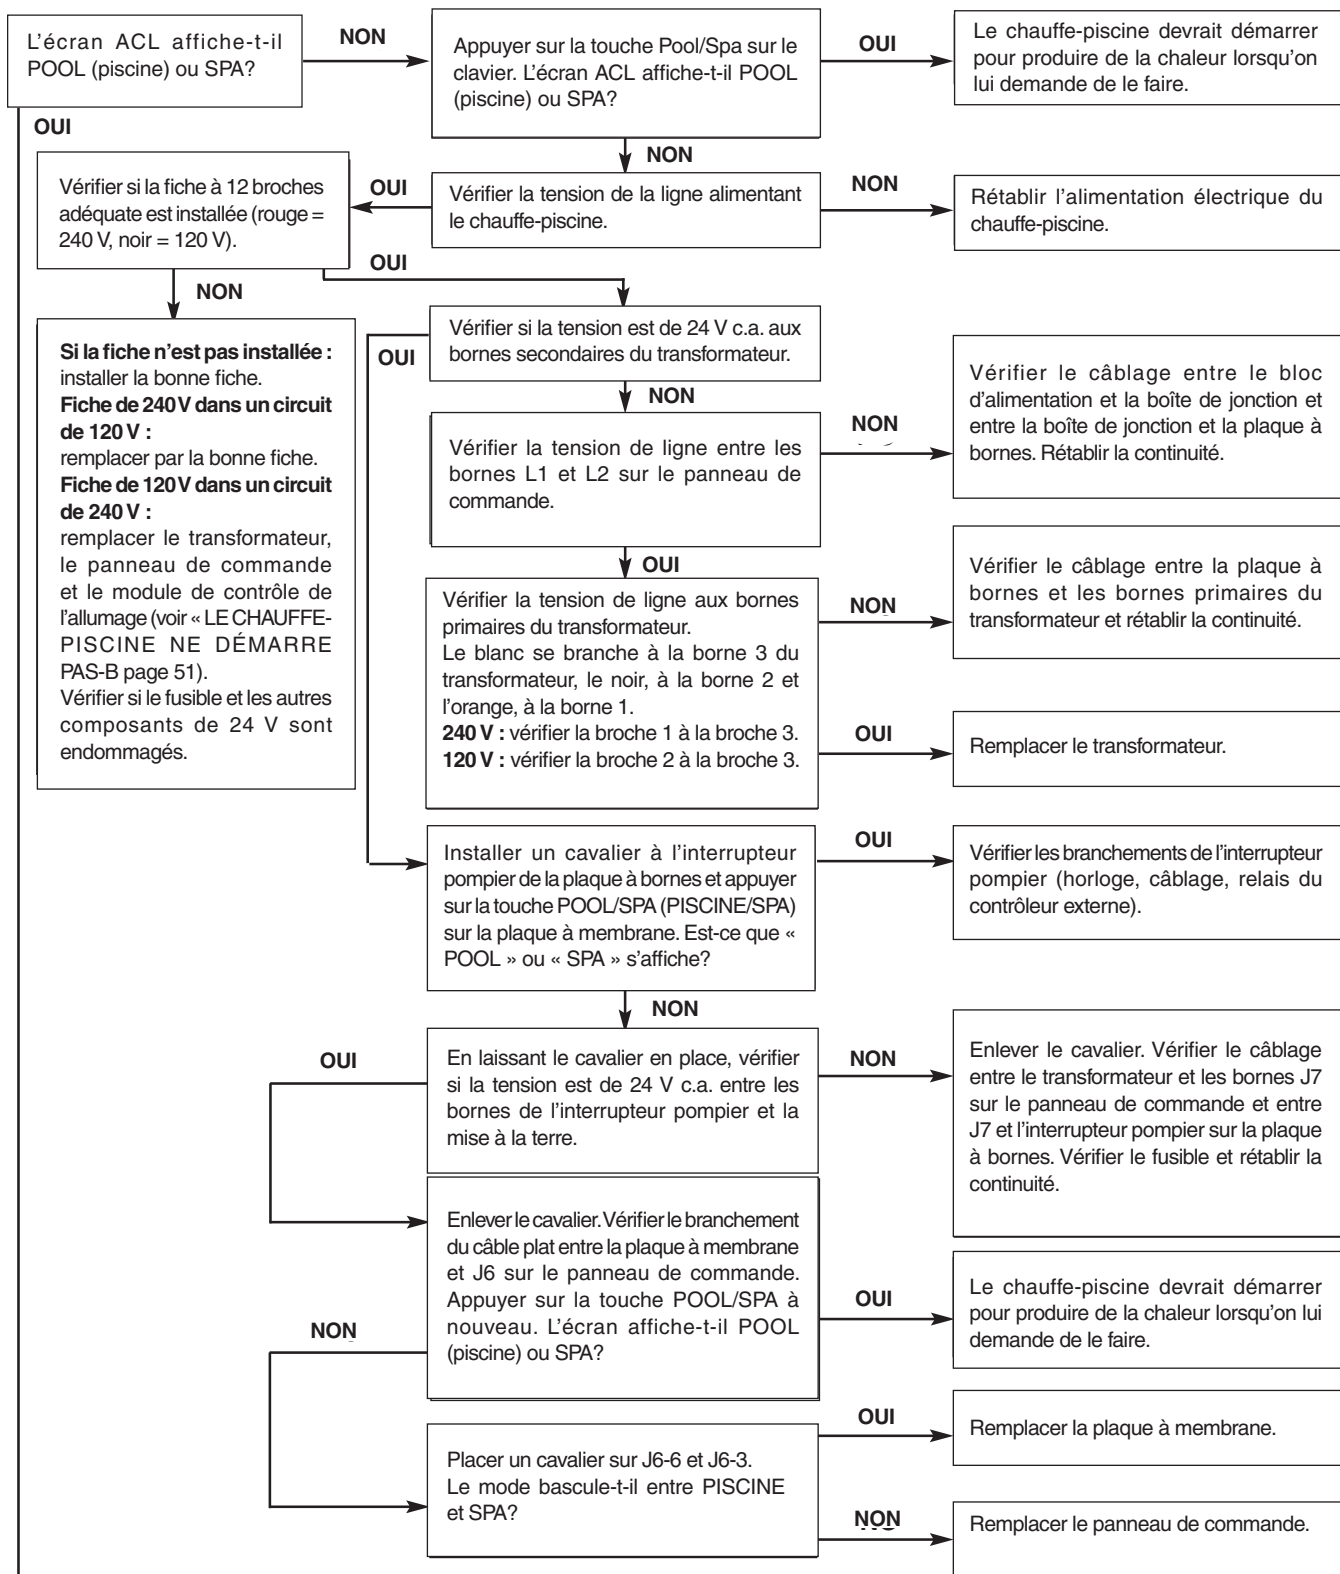 L'écran ACL affiche-t-il
POOL (piscine) ou SPA?
NON
Appuyer sur la touche Pool/Spa sur le
clavier. L'écran ACL affiche-t-il POOL
(piscine) ou SPA?
OUI
Le chauffe-piscine devrait démarrer
pour produire de la chaleur lorsqu'on
lui demande de le faire.
OUI
NON
Vérifier si la fiche à 12 broches
adéquate est installée (rouge =
240 V, noir = 120 V).
OUI
Vérifier la tension de la ligne alimentant
le chauffe-piscine.
NON
Rétablir l'alimentation électrique du
chauffe-piscine.
OUI
NON
Si la fiche n'est pas installée :
installer la bonne fiche.
Fiche de 240 V dans un circuit
de 120 V :
remplacer par la bonne fiche.
Fiche de 120 V dans un circuit
de 240 V :
remplacer le transformateur,
le panneau de commande
et le module de contrôle de
l'allumage (voir « LE CHAUFFE-
PISCINE NE DÉMARRE
PAS-B page 51).
Vérifier si le fusible et les autres
composants de 24 V sont
endommagés.
OUI
Vérifier si la tension est de 24 V c.a. aux
bornes secondaires du transformateur.
NON
Vérifier la tension de ligne entre les
bornes L1 et L2 sur le panneau de
commande.
NON
Vérifier le câblage entre le bloc
d'alimentation et la boîte de jonction et
entre la boîte de jonction et la plaque à
bornes. Rétablir la continuité.
OUI
Vérifier la tension de ligne aux bornes
primaires du transformateur.
Le blanc se branche à la borne 3 du
transformateur, le noir, à la borne 2 et
l'orange, à la borne 1.
240 V : vérifier la broche 1 à la broche 3.
120 V : vérifier la broche 2 à la broche 3.
NON
Vérifier le câblage entre la plaque à
bornes et les bornes primaires du
transformateur et rétablir la continuité.
OUI
Remplacer le transformateur.
Installer un cavalier à l'interrupteur
pompier de la plaque à bornes et appuyer
sur la touche POOL/SPA (PISCINE/SPA)
sur la plaque à membrane. Est-ce que «
POOL » ou « SPA » s'affiche?
OUI
Vérifier les branchements de l'interrupteur
pompier (horloge, câblage, relais du
contrôleur externe).
NON
OUI
En laissant le cavalier en place, vérifier
si la tension est de 24 V c.a. entre les
bornes de l'interrupteur pompier et la
mise à la terre.
NON
Enlever le cavalier. Vérifier le câblage
entre le transformateur et les bornes J7
sur le panneau de commande et entre
J7 et l'interrupteur pompier sur la plaque
à bornes. Vérifier le fusible et rétablir la
continuité.
Enlever le cavalier. Vérifier le branchement
du câble plat entre la plaque à membrane
et J6 sur le panneau de commande.
Appuyer sur la touche POOL/SPA à
nouveau. L'écran affiche-t-il POOL
(piscine) ou SPA?
OUI
Le chauffe-piscine devrait démarrer
pour produire de la chaleur lorsqu'on lui
demande de le faire.
NON
Placer un cavalier sur J6-6 et J6-3.
Le mode bascule-t-il entre PISCINE
et SPA?
OUI
Remplacer la plaque à membrane.
NON
Remplacer le panneau de commande.